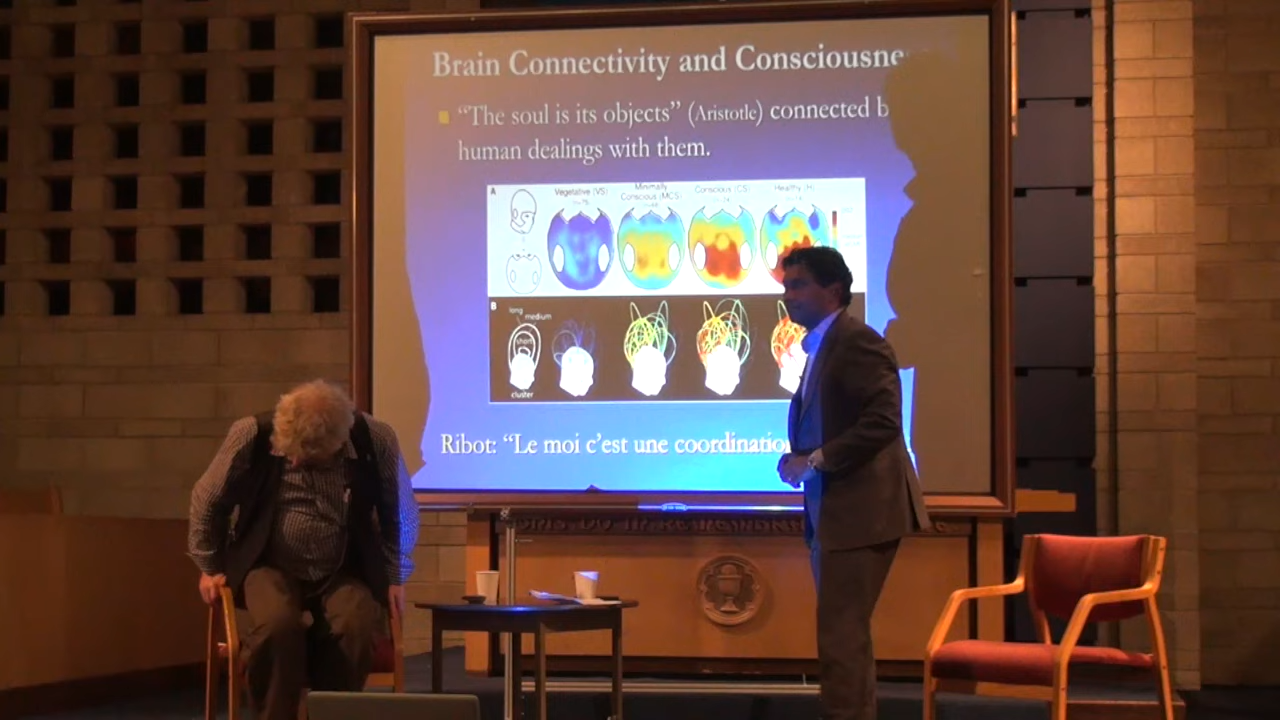 Brain Connectivity and Consciousne
“The soul is its objects” (Aristotle) connected b
human dealings with them.
A
Vegetative (VS)
Minimally
Conscious (MCS)
Conscious (CS)
Healthy (H)
B
long
medium
short
cluster
Ribot: “Le moi c’est une coordination